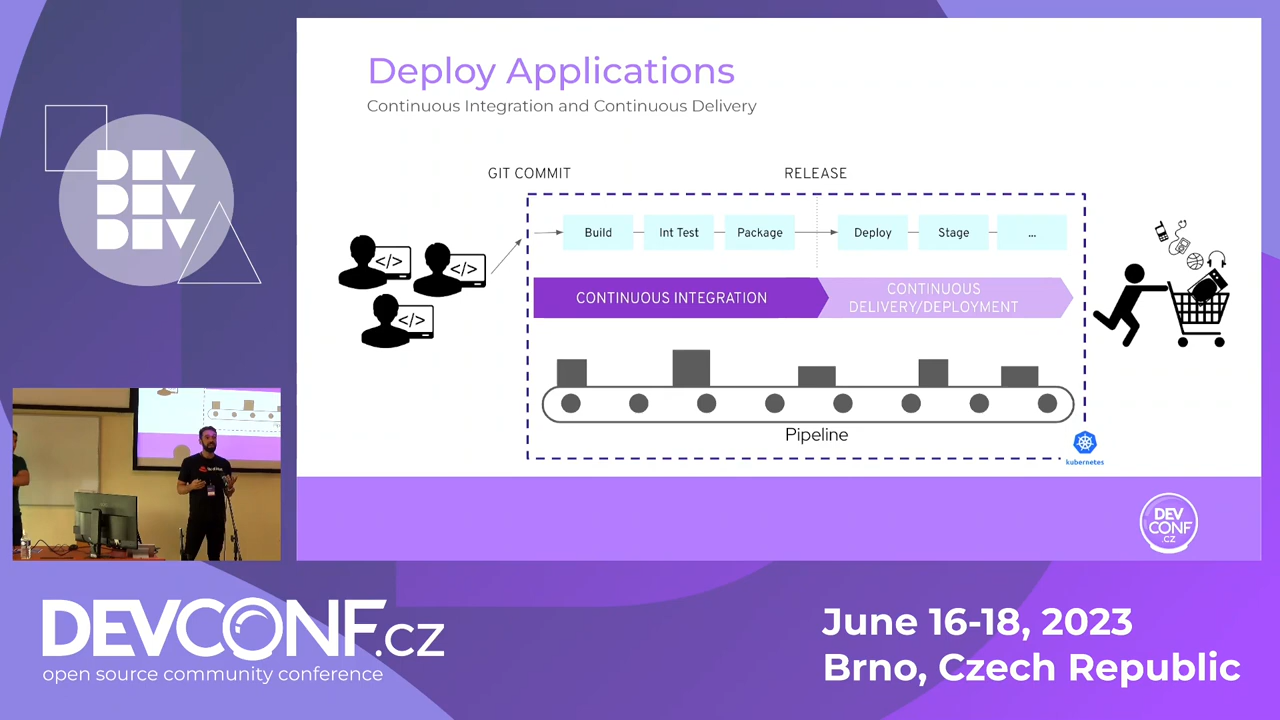 DEV
DEV
DEV
Deploy Applications
Continuous Integration and Continuous Delivery
GIT COMMIT
RELEASE
Build
Int Test
Package
Deploy
Stage
...
</>
</>
</>
CONTINUOUS INTEGRATION
CONTINUOUS
DELIVERY/DEPLOYMENT
Pipeline
kubernetes
DEV
CONF
.CZ
DEVCONF.cz
open source community conference
June 16-18, 2023
Brno, Czech Republic